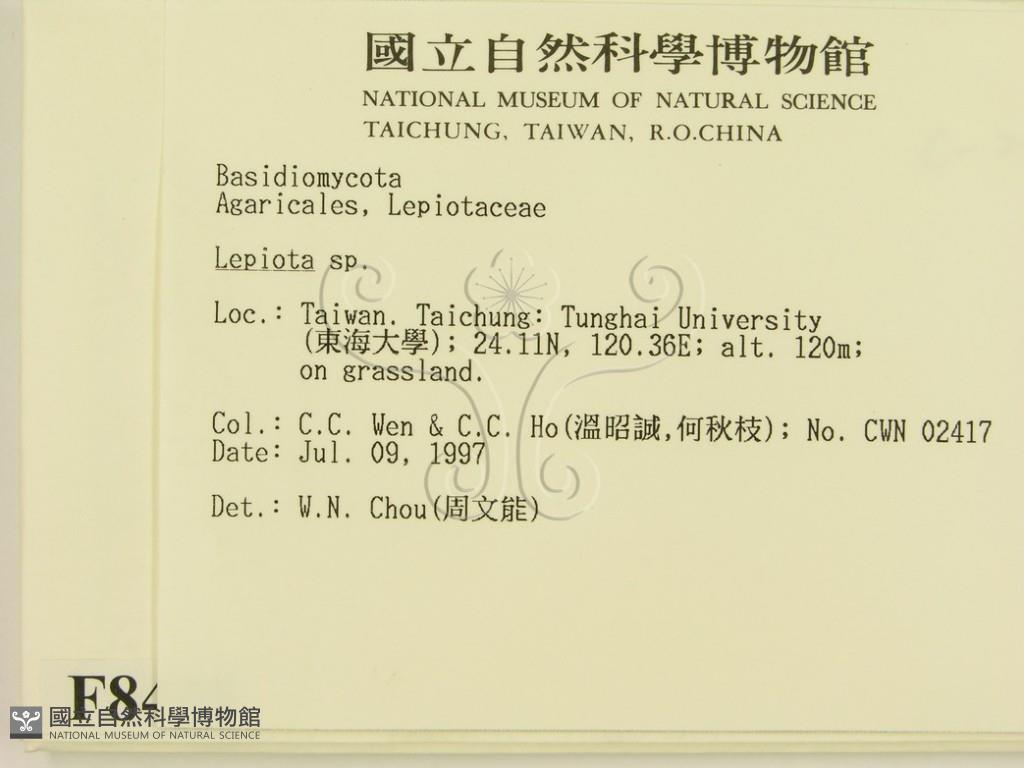 國立自然科學博物館
NATIONAL MUSEUM OF NATURAL SCIENCE
TAICHUNG, TAIWAN, R.O.CHINA
Basidiomycota
Agaricales, Lepiotaceae
Lepiota sp.
Loc.: Taiwan. Taichung: Tunghai University
(東海大學); 24.11N, 120.36E; alt. 120m;
on grassland.
Col.: C.C. Wen & C.C. Ho(溫昭誠,何秋枝); No. CWN 02417
Date: Jul. 09, 1997
Det.: W.N. Chou(周文能)
F84
國立自然科學博物館
NATIONAL MUSEUM OF NATURAL SCIENCE